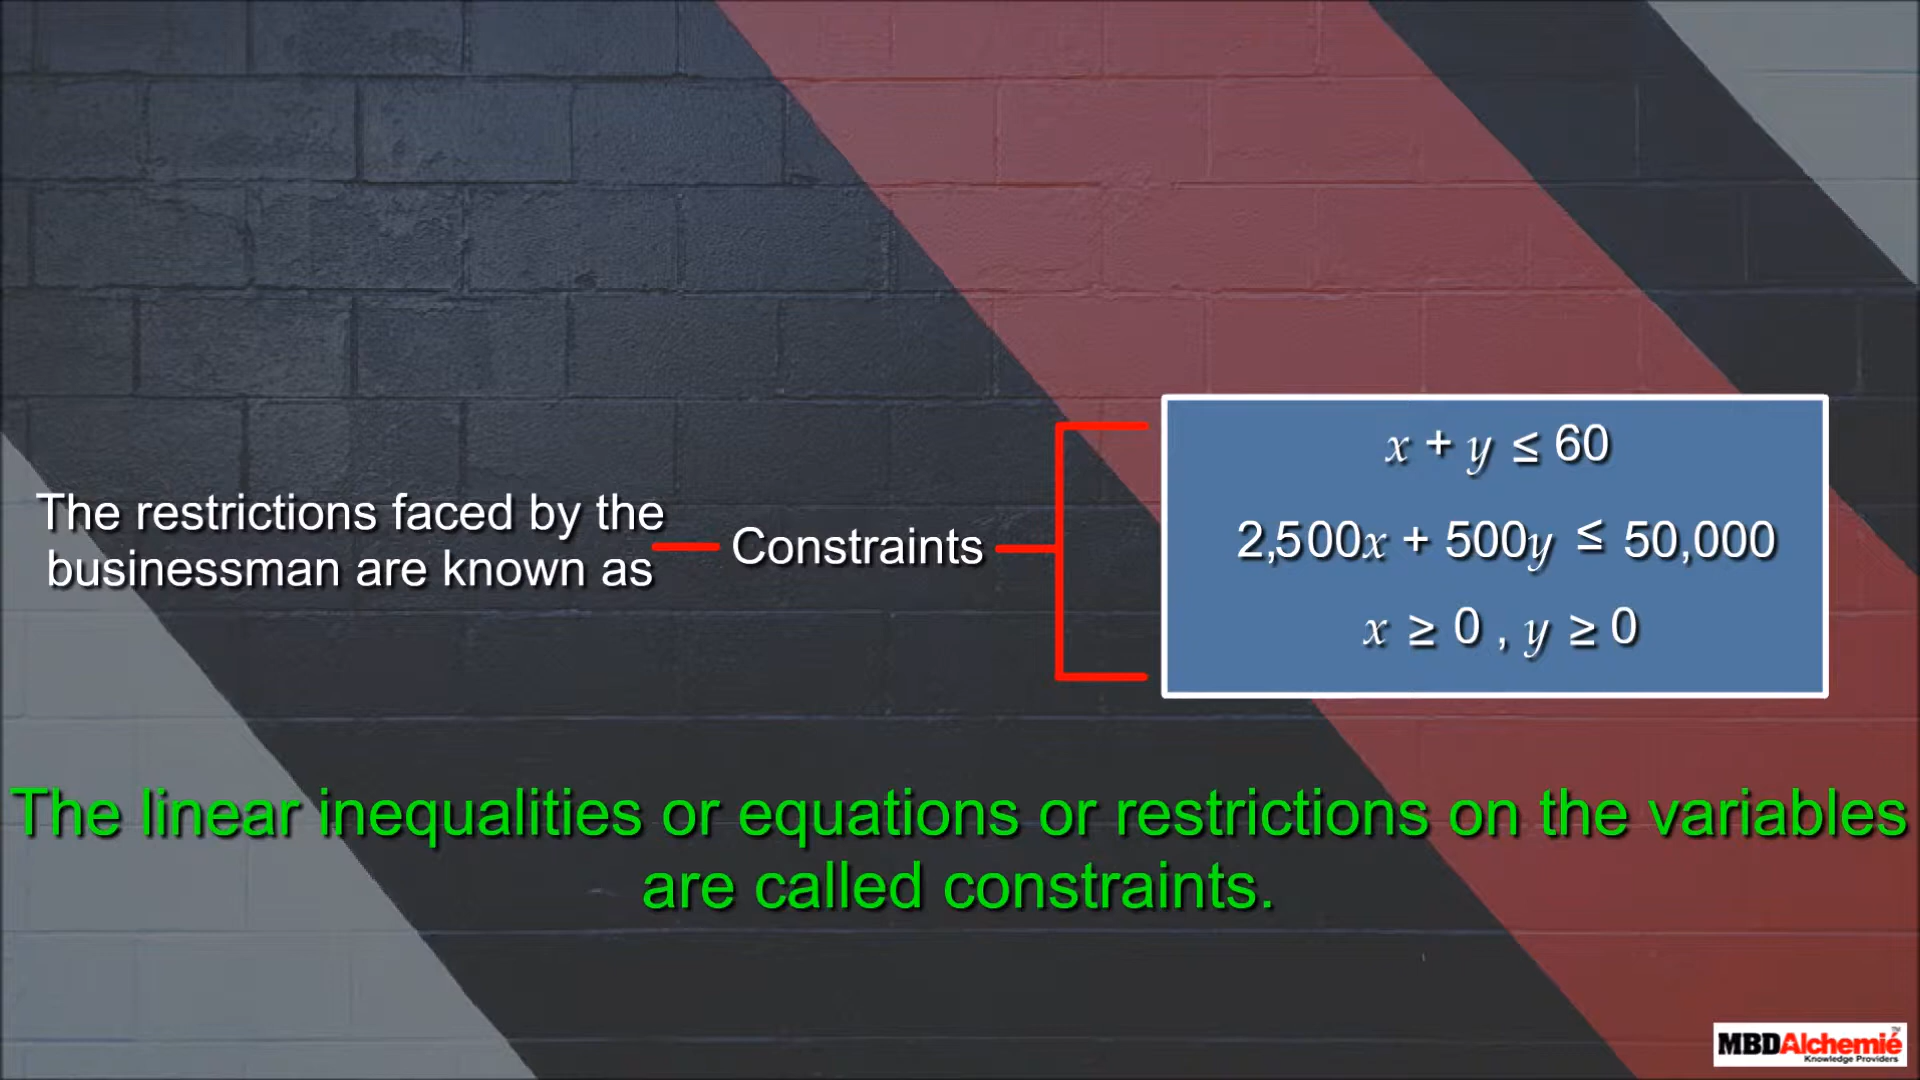 The restrictions faced by the
businessman are known as
Constraints
x + y ≤ 60
2,500x + 500y ≤ 50,000
x ≥ 0 , y ≥ 0
The linear inequalities or equations or restrictions on the variables
are called constraints.
MBDAlchemié™
Knowledge Providers